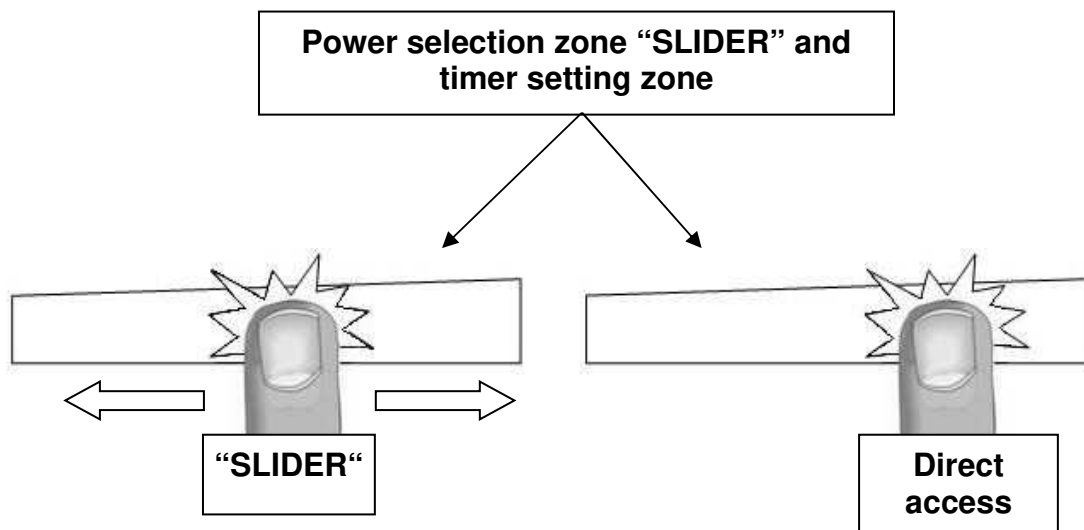 Power selection zone “SLIDER” and
timer setting zone
“SLIDER“
Direct
access